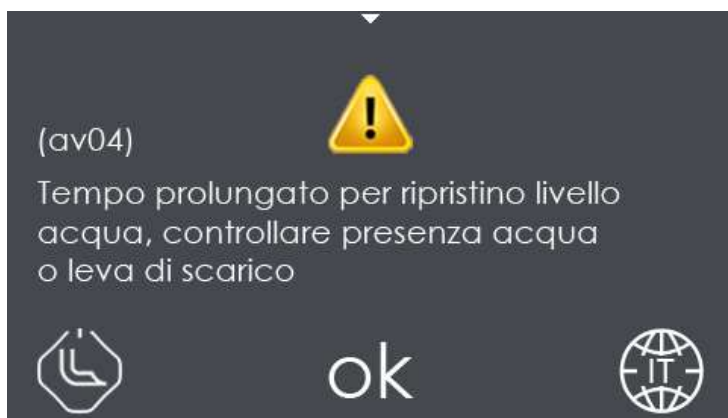 (av04)
Tempo prolungato per ripristino livello
acqua, controllare presenza acqua
o leva di scarico
ok
IT